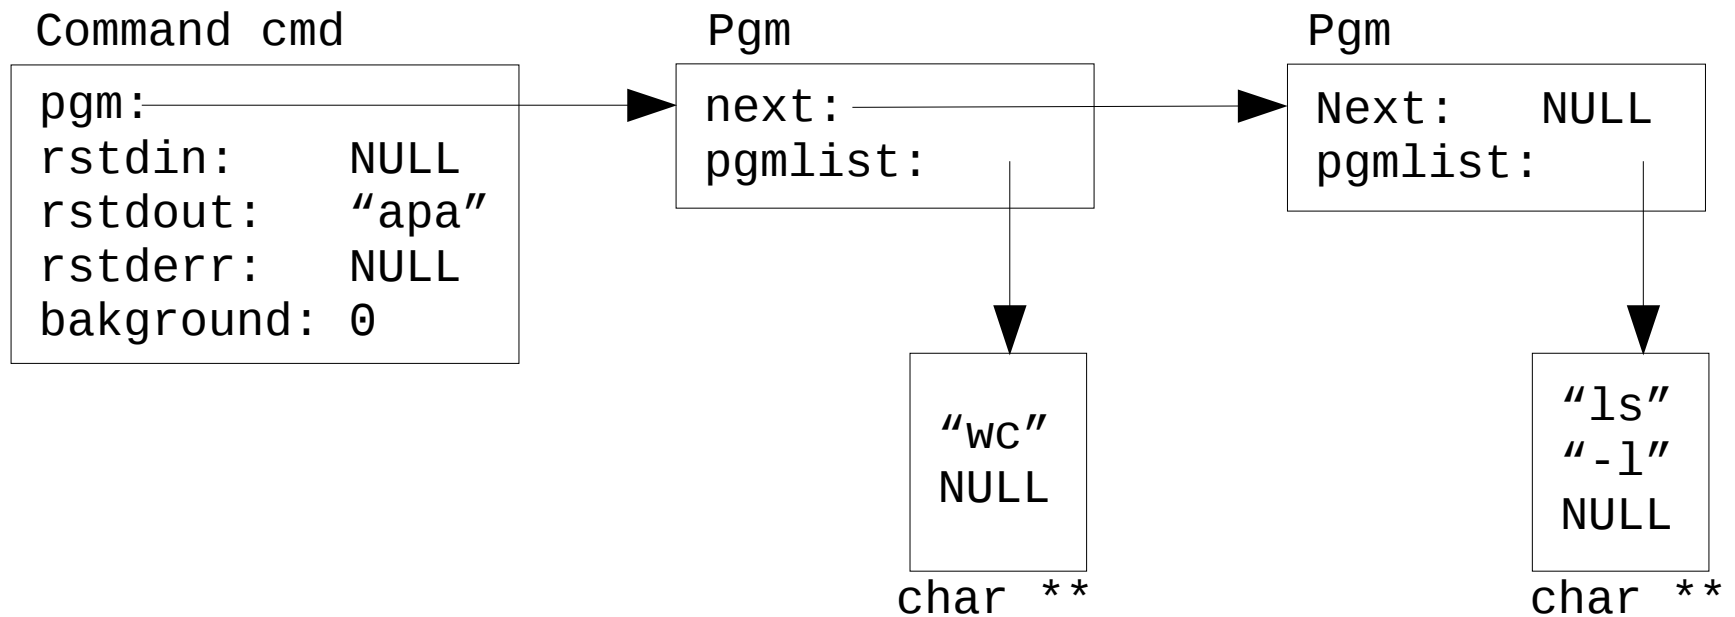 Command cmd
pgm:
rstdin: NULL
rstdout: “apa”
rstderr: NULL
bakground: 0
Pgm
next:
pgmlist:
“wc”
NULL
char **
Pgm
Next: NULL
pgmlist:
“ls”
“-l”
NULL
char **